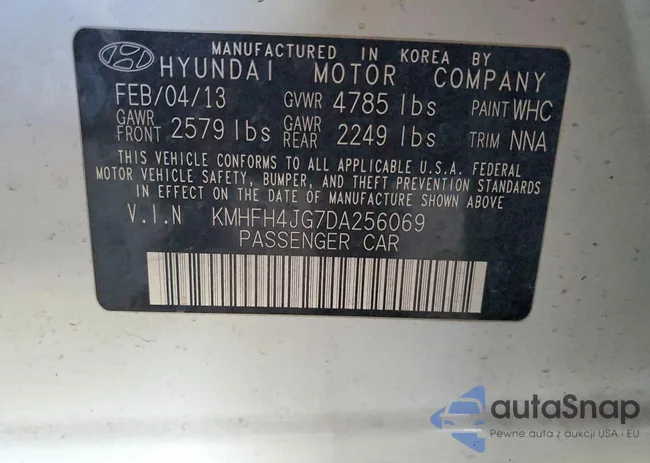 MANUFACTURED IN KOREA BY
HYUNDAI MOTOR COMPANY
FEB/04/13 GVWR 4785 lbs PAINT WHC
GAWR FRONT 2579 lbs GAWR REAR 2249 lbs TRIM NNA
THIS VEHICLE CONFORMS TO ALL APPLICABLE U.S.A. FEDERAL
MOTOR VEHICLE SAFETY, BUMPER, AND THEFT PREVENTION STANDARDS
IN EFFECT ON THE DATE OF MANUFACTURE SHOWN ABOVE.
V.I.N KMHFH4JG7DA256069
PASSENGER CAR
autaSnap
Pewne auta z aukcji USA i EU